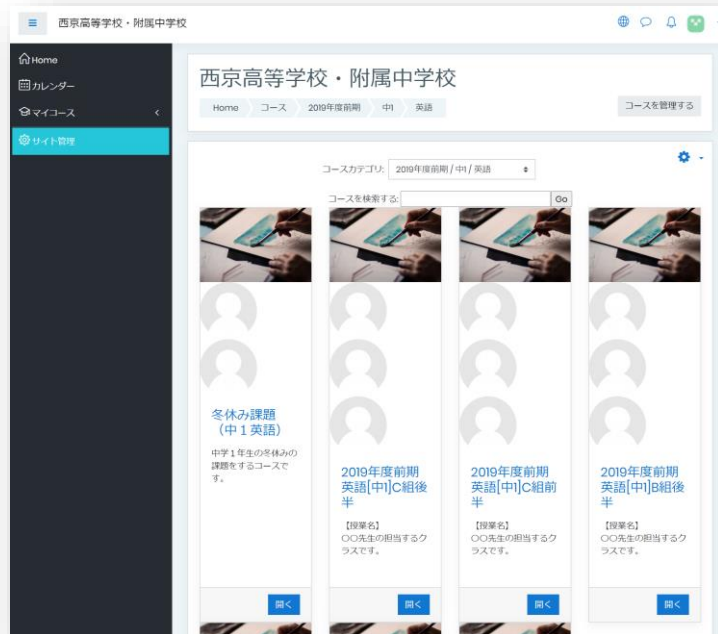 西京高等学校・附属中学校
Home
カレンダー
マイコース
サイト管理
西京高等学校・附属中学校
Home
コース
2019年度前期
中1
英語
コースを管理する
コースカテゴリ:
2019年度前期 / 中1 / 英語
コースを検索する:
Go
冬休み課題
（中１英語）
中学１年生の冬休みの
課題をするコースで
す。
開く
2019年度前期
英語[中1]C組後
半
【授業名】
〇〇先生の担当するク
ラスです。
開く
2019年度前期
英語[中1]C組前
半
【授業名】
〇〇先生の担当するク
ラスです。
開く
2019年度前期
英語[中1]B組後
半
【授業名】
〇〇先生の担当するク
ラスです。
開く